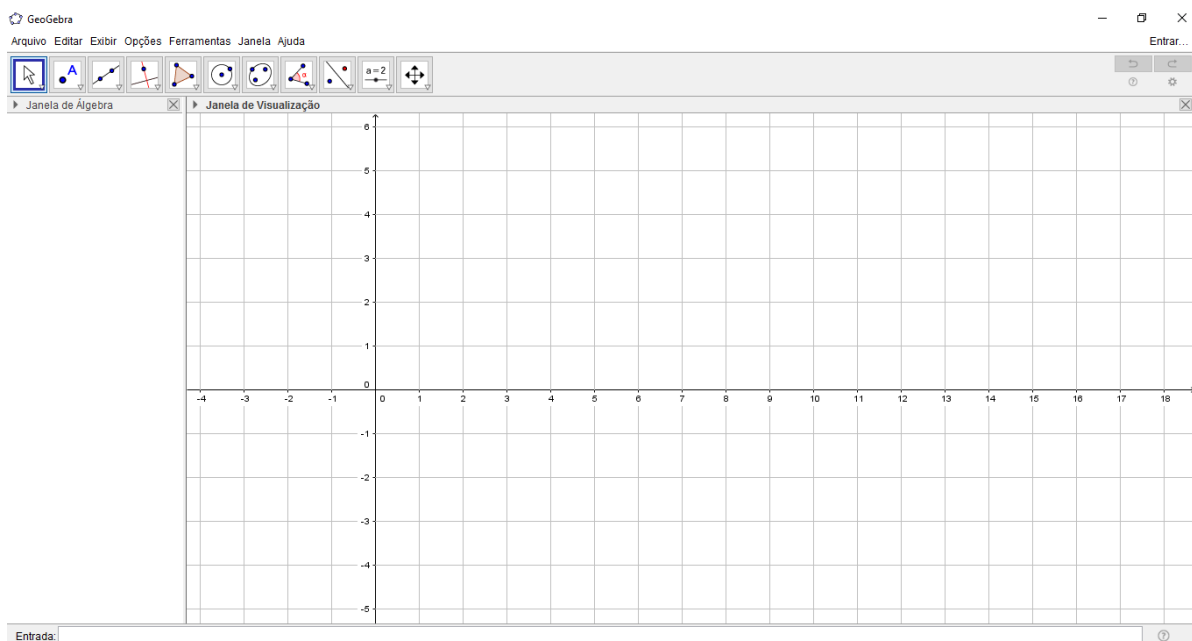 GeoGebra
Arquivo Editar Exibir Opções Ferramentas Janela Ajuda
Entrar...
A
α
a=2
Janela de Álgebra
Janela de Visualização
6
5
4
3
2
1
0
-4 -3 -2 -1 0 1 2 3 4 5 6 7 8 9 10 11 12 13 14 15 16 17 18
-1
-2
-3
-4
-5
Entrada: